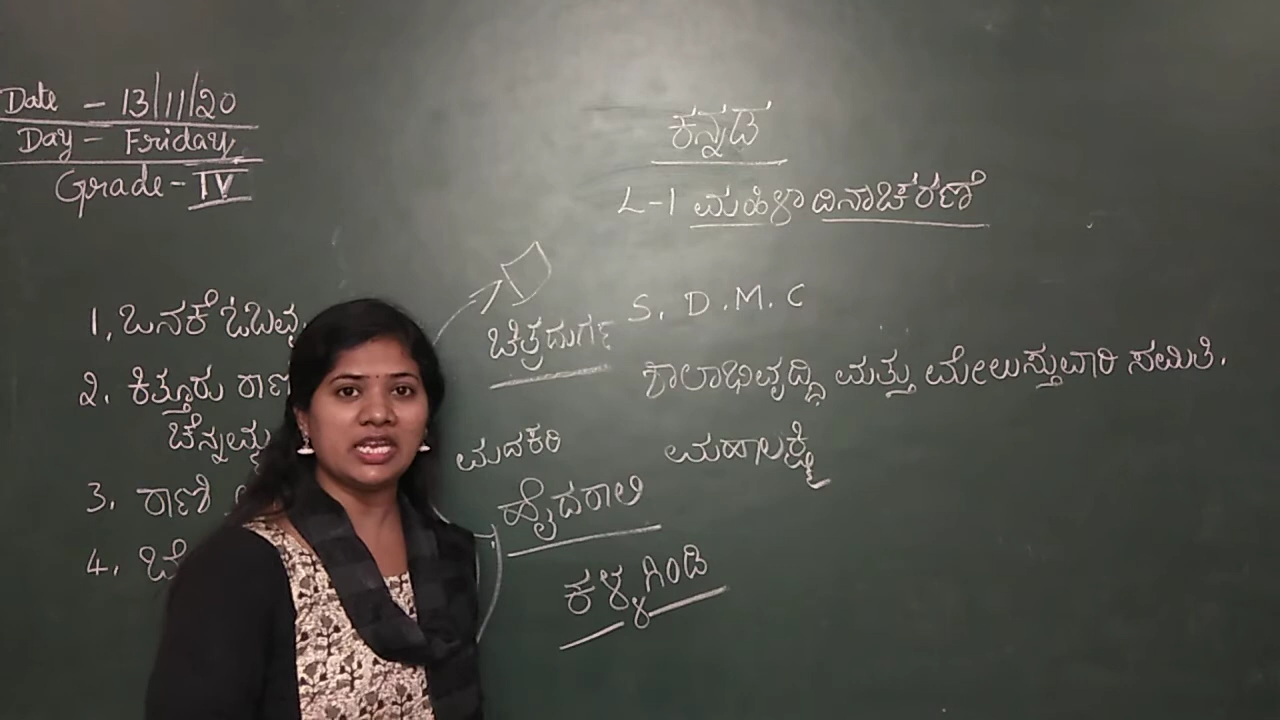 Date - 13/11/20
Day - Friday
Grade - IV
ಕನ್ನಡ
L-1 ಮಹಿಳಾ ದಿನಾಚರಣೆ
1. ಒನಕೆ ಓಬವ್ವ
2. ಕಿತ್ತೂರು ರಾಣಿ
ಚೆನ್ನಮ್ಮ
3. ರಾಣಿ
4.
ಚಿತ್ರದುರ್ಗ
ಮದಕರಿ
ಹೈದರಾಲಿ
ಕಳ್ಳಗಿಂಡಿ
S. D. M. C
ಶಾಲಾಭಿವೃದ್ಧಿ ಮತ್ತು ಮೇಲುಸ್ತುವಾರಿ ಸಮಿತಿ.
ಮಹಾಲಕ್ಷ್ಮಿ